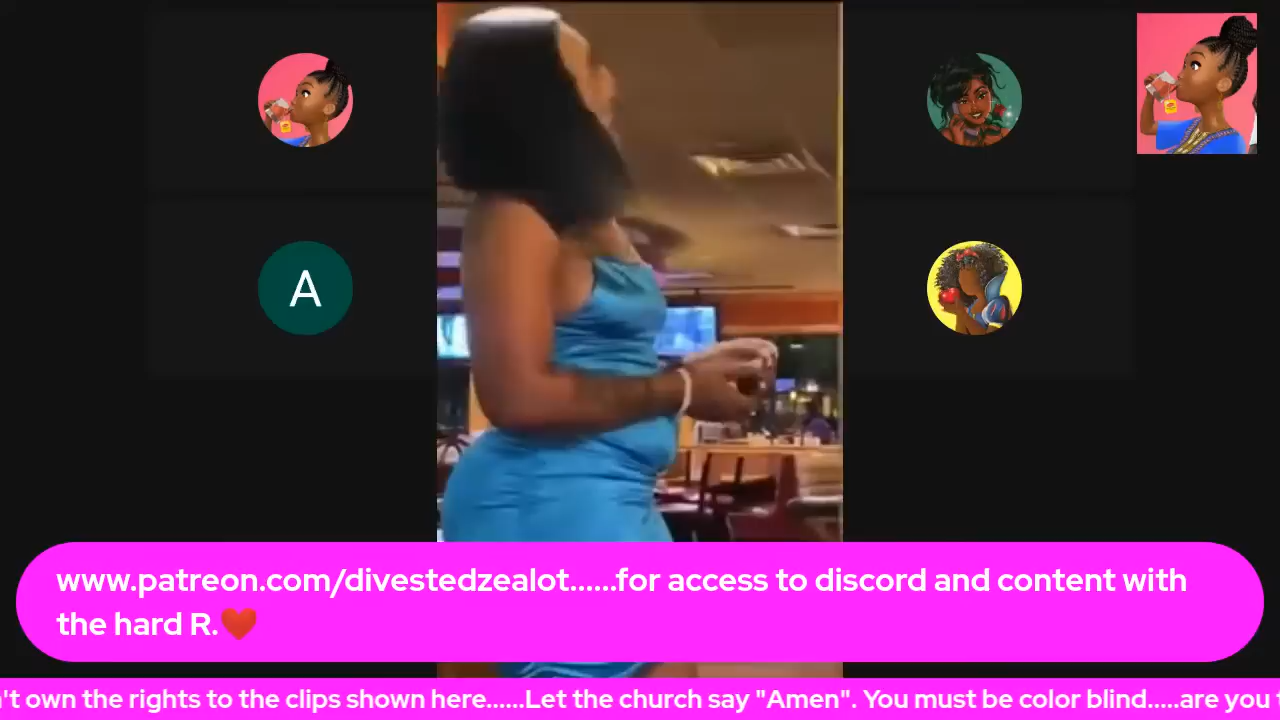 A
www.patreon.com/divestedzealot......for access to discord and content with
the hard R.❤️
't own the rights to the clips shown here......Let the church say "Amen". You must be color blind.....are you